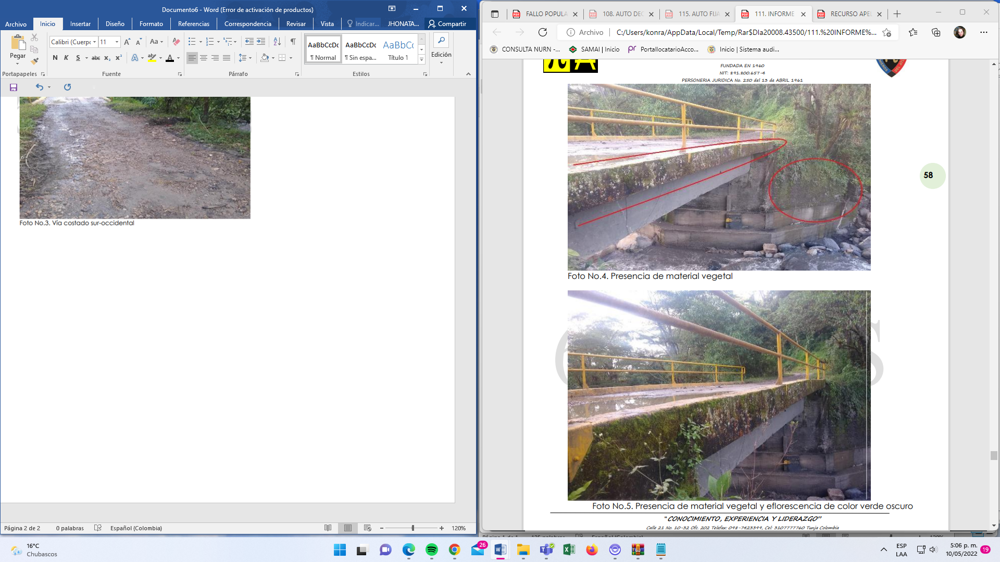 Documento6 - Word (Error de activación de productos)
Archivo
Inicio
Insertar
Diseño
Formato
Referencias
Correspondencia
Revisar
Vista
Indicar...
JHONATA...
Compartir
Pegar
Calibri (Cuerpo
11
Aa
N K S abc x₂ x²
AaBbCcDc
AaBbCcDc
AaBbCc
¶ Normal
¶ Sin espa...
Título 1
Edición
Portapapeles
Fuente
Párrafo
Estilos
Foto No.3. Vía costado sur-occidental
Página 2 de 2
0 palabras
Español (Colombia)
120%
FALLO POPULA
108. AUTO DEC
115. AUTO FIJA
111. INFORME
RECURSO APEL
Archivo
C:/Users/konra/AppData/Local/Temp/Rar$DIa20008.43500/111.%20INFORME%...
CONSULTA NURN -...
SAMAI | Inicio
PortallocatarioAcco...
Inicio | Sistema audi...
FUNDADA EN 1960
NIT: 891.800.657-4
PERSONERIA JURIDICA No. 250 del 13 de ABRIL 1961
58
Foto No.4. Presencia de material vegetal
Foto No.5. Presencia de material vegetal y eflorescencia de color verde oscuro
"CONOCIMIENTO, EXPERIENCIA Y LIDERAZGO"
Calle 21 No. 10-32 Ofc. 202 Telefax: 098-7423399, Cel: 3107777760 Tunja Colombia
16°C
Chubascos
26
ESP
LAA
5:06 p. m.
10/05/2022
19